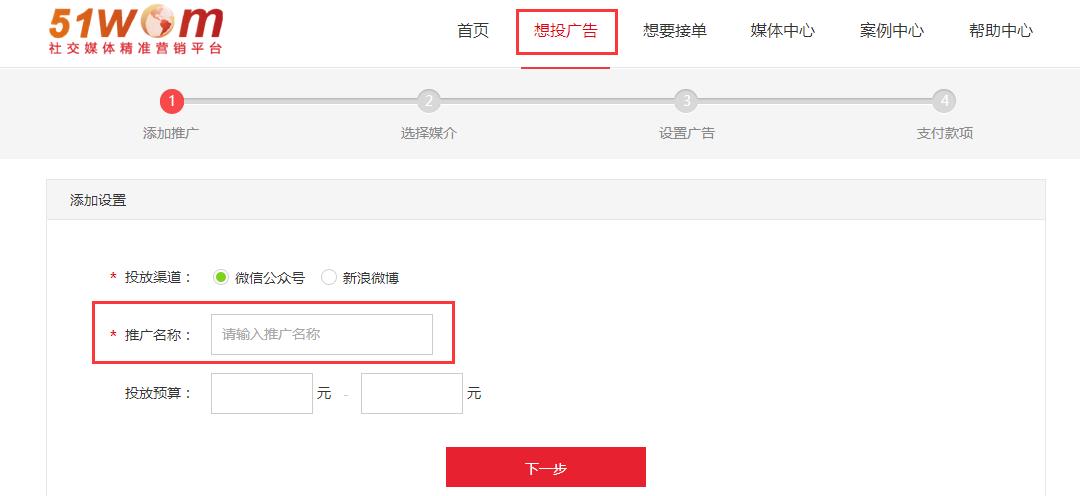 51wom
社交媒体精准营销平台
首页 想投广告 想要接单 媒体中心 案例中心 帮助中心
1 2 3 4
添加推广 选择媒介 设置广告 支付款项
添加设置
* 投放渠道： 微信公众号 新浪微博
* 推广名称： 请输入推广名称
投放预算： 元 - 元
下一步